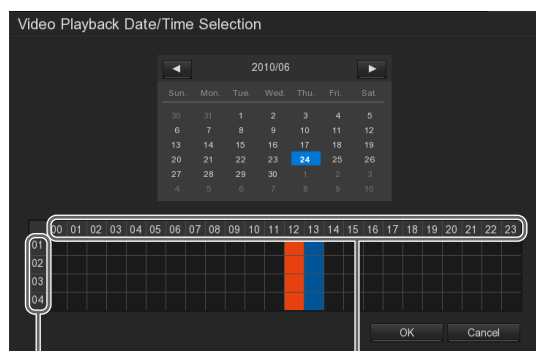 Video Playback Date/Time Selection
◄ 2010/06 ►
Sun. Mon. Tue. Wed. Thu. Fri. Sat.
30 31 1 2 3 4 5
6 7 8 9 10 11 12
13 14 15 16 17 18 19
20 21 22 23 24 25 26
27 28 29 30 1 2 3
4 5 6 7 8 9 10
00 01 02 03 04 05 06 07 08 09 10 11 12 13 14 15 16 17 18 19 20 21 22 23
01
02
03
04
OK Cancel